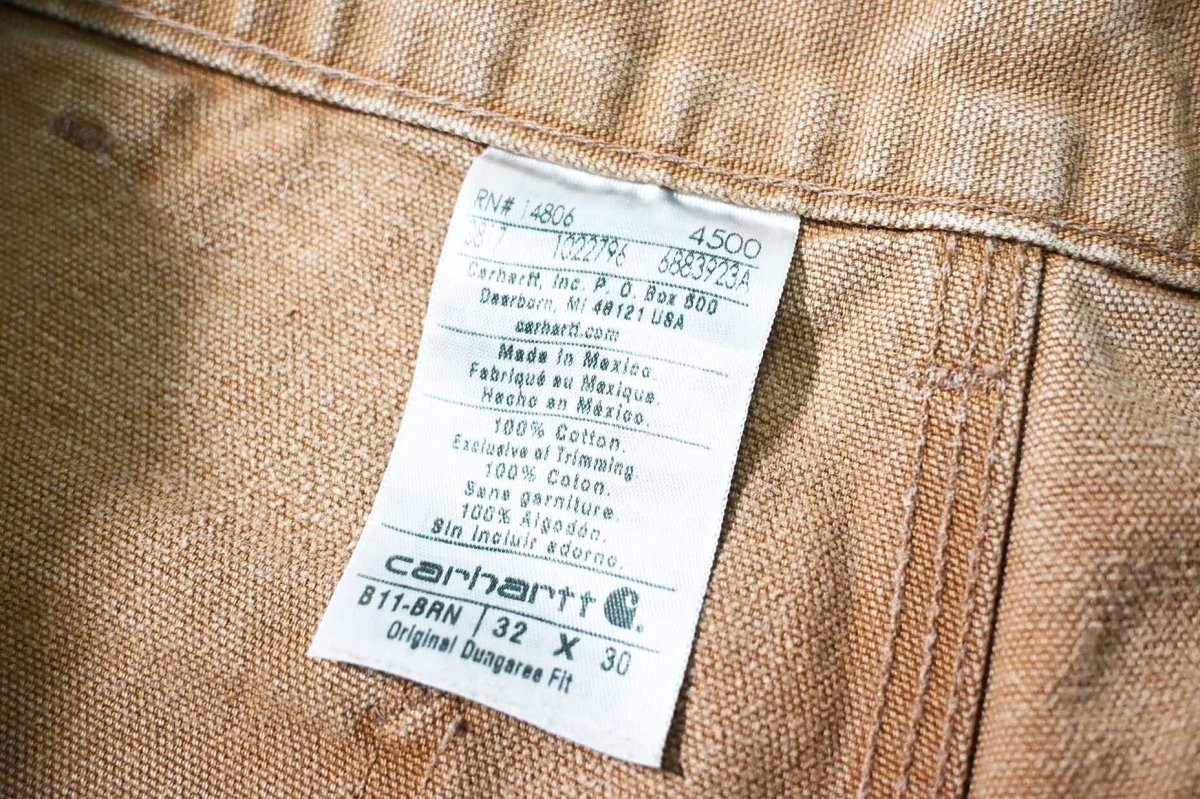 RN# 14806
4500
1022796 6883923A
Carhartt, Inc. P. O. Box 600
Dearborn, MI 48121 USA
carhartt.com
Made in Mexico.
Fabriqué au Mexique.
Hecho en México.
100% Cotton.
Exclusive of Trimming
100% Coton.
Sans garniture.
100% Algodón.
Sin incluir adorno.
carhartt
B11-BRN 32 X 30
Original Dungaree Fit